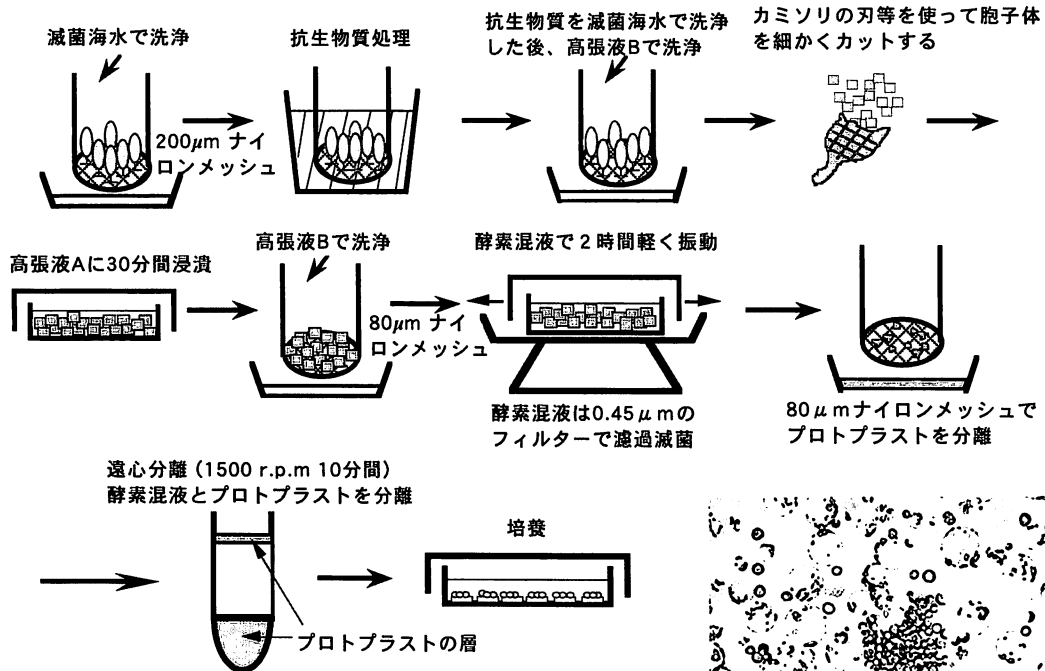 滅菌海水で洗浄
200μm ナイ
ロンメッシュ
抗生物質処理
抗生物質を滅菌海水で洗浄
した後、高張液Bで洗浄
カミソリの刃等を使って胞子体
を細かくカットする
高張液Aに30分間浸漬
高張液Bで洗浄
80μm ナイ
ロンメッシュ
酵素混液で2時間軽く振動
酵素混液は0.45μmの
フィルターで濾過滅菌
80μmナイロンメッシュで
プロトプラストを分離
遠心分離 (1500 r.p.m 10分間)
酵素混液とプロトプラストを分離
プロトプラストの層
培養